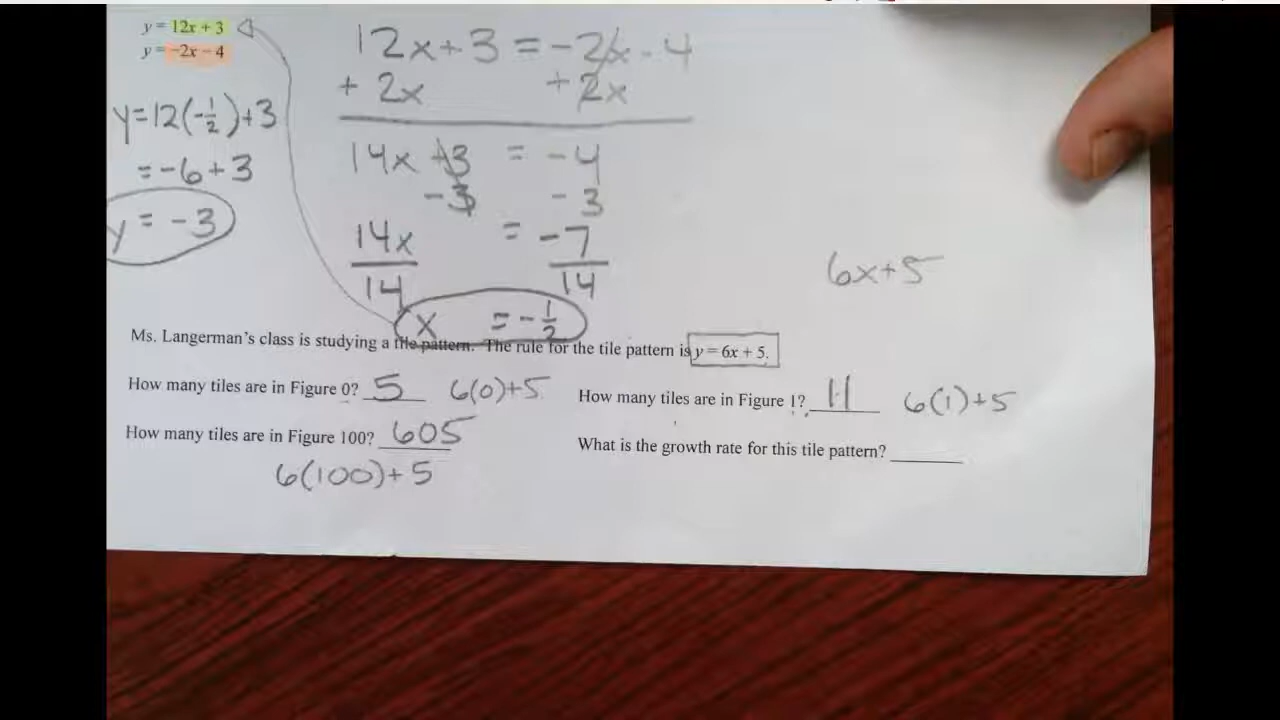 y = 12x + 3
y = -2x - 4
12x + 3 = -2x - 4
+ 2x + 2x
y = 12(-1/2) + 3
= -6 + 3
y = -3
14x + 3 = -4
- 3 - 3
14x = -7
14 14
x = -1/2
6x + 5
Ms. Langerman's class is studying a tile pattern. The rule for the tile pattern is y = 6x + 5.
How many tiles are in Figure 0? 5 6(0)+5
How many tiles are in Figure 1? 11 6(1)+5
How many tiles are in Figure 100? 605
6(100)+5
What is the growth rate for this tile pattern? ______